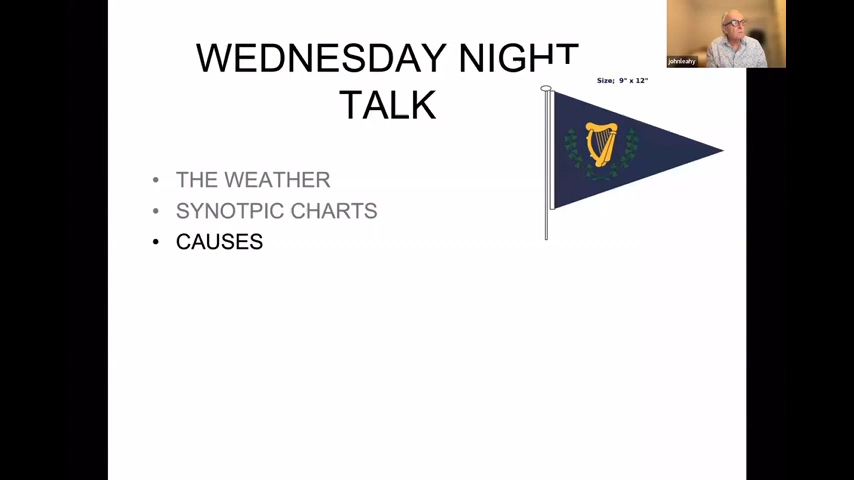 WEDNESDAY NIGHT
TALK
Size; 9" x 12"
• THE WEATHER
• SYNOTPIC CHARTS
• CAUSES
johnleahy